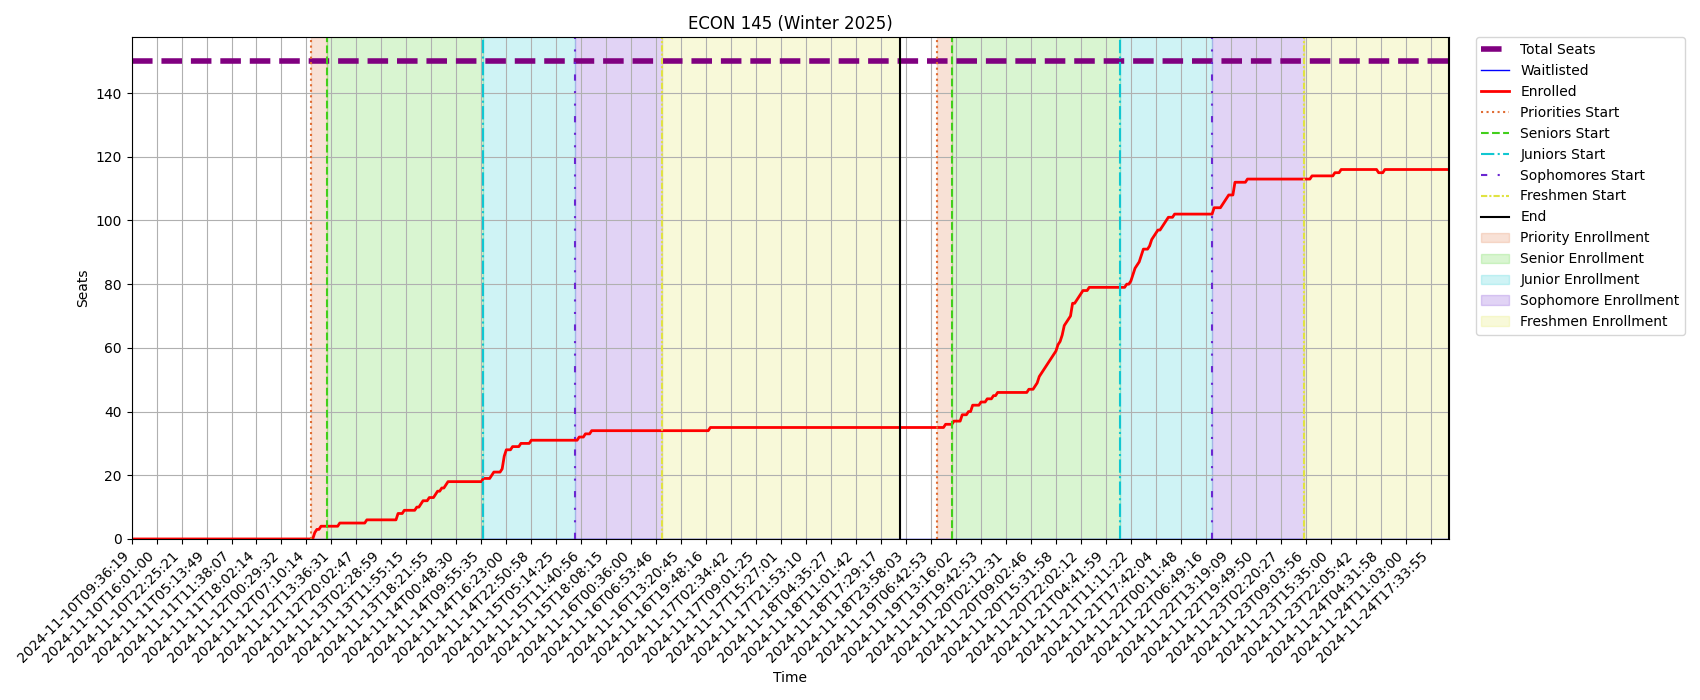 ECON 145 (Winter 2025)
Seats
140
120
100
80
60
40
20
0
2024-11-10T09:36:19
2024-11-10T16:01:00
2024-11-10T22:25:21
2024-11-11T05:13:49
2024-11-11T11:38:07
2024-11-11T18:02:14
2024-11-12T00:29:32
2024-11-12T07:10:14
2024-11-12T13:36:31
2024-11-12T20:02:47
2024-11-13T02:28:59
2024-11-13T11:55:15
2024-11-13T18:21:55
2024-11-14T00:48:30
2024-11-14T09:55:35
2024-11-14T16:23:00
2024-11-14T22:50:58
2024-11-15T05:14:25
2024-11-15T11:40:56
2024-11-15T18:08:15
2024-11-16T00:36:00
2024-11-16T06:53:46
2024-11-16T13:20:45
2024-11-16T19:48:16
2024-11-17T02:34:42
2024-11-17T09:01:25
2024-11-17T15:27:01
2024-11-17T21:53:10
2024-11-18T04:35:27
2024-11-18T11:01:42
2024-11-18T17:29:17
2024-11-18T23:58:03
2024-11-19T06:42:53
2024-11-19T13:16:02
2024-11-19T19:42:53
2024-11-20T02:12:31
2024-11-20T09:02:46
2024-11-20T15:31:58
2024-11-20T22:02:12
2024-11-21T04:41:59
2024-11-21T11:11:22
2024-11-21T17:42:04
2024-11-22T00:11:48
2024-11-22T06:49:16
2024-11-22T13:19:09
2024-11-22T19:49:50
2024-11-23T02:20:27
2024-11-23T09:03:56
2024-11-23T15:35:00
2024-11-23T22:05:42
2024-11-24T04:31:58
2024-11-24T11:03:00
2024-11-24T17:33:55
Time
Total Seats
Waitlisted
Enrolled
Priorities Start
Seniors Start
Juniors Start
Sophomores Start
Freshmen Start
End
Priority Enrollment
Senior Enrollment
Junior Enrollment
Sophomore Enrollment
Freshmen Enrollment